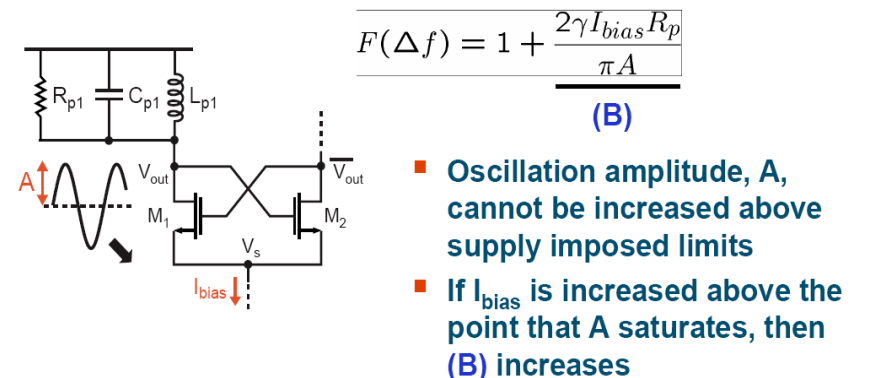 F(Δf) = 1 + 2γI_bias R_p / πA
(B)
R_p1
C_p1
L_p1
A
V_out
V̅_out
M_1
M_2
V_s
I_bias
Oscillation amplitude, A,
cannot be increased above
supply imposed limits
If I_bias is increased above the
point that A saturates, then
(B) increases